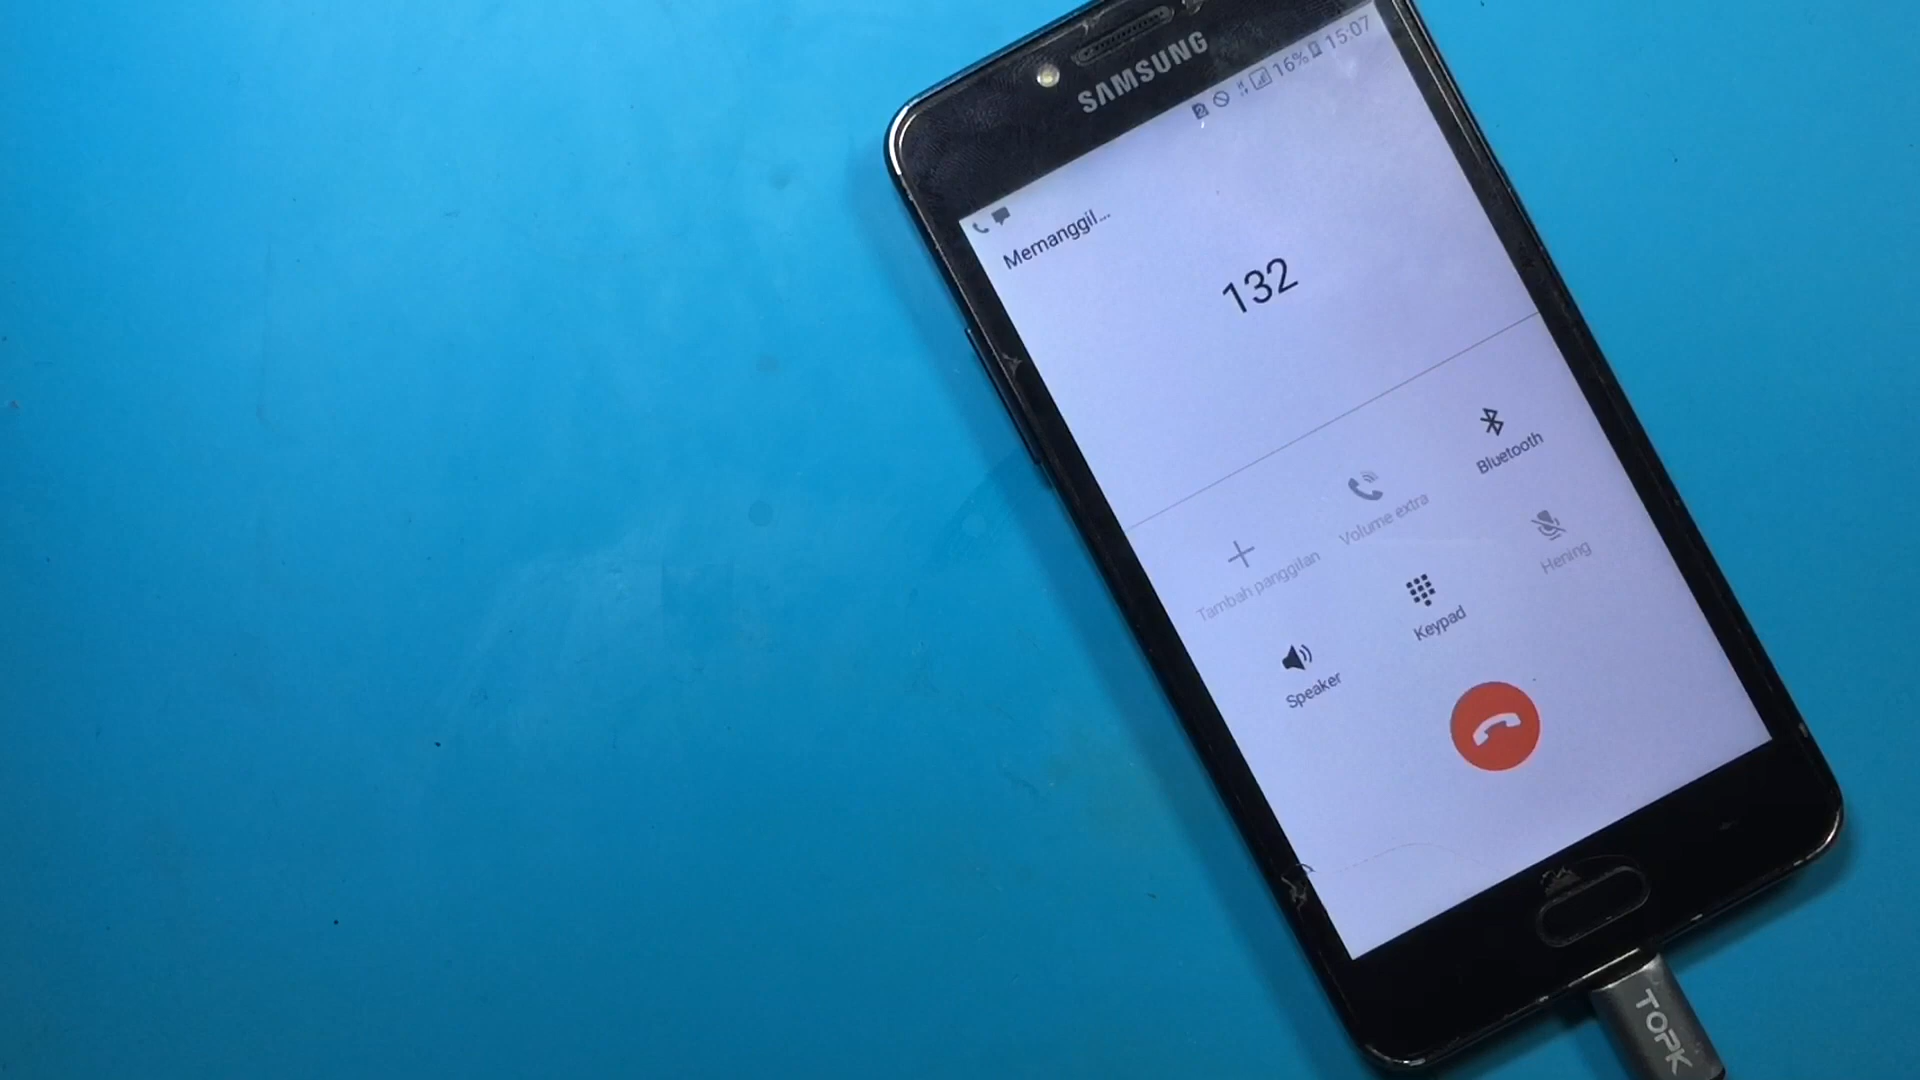 SAMSUNG
16% 15:07
Memanggil...
132
Tambah panggilan
Volume extra
Bluetooth
Speaker
Keypad
Hening
TOPK